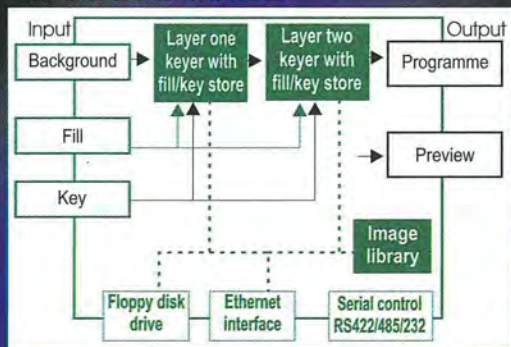 Input
Output
Background
Layer one
keyer with
fill/key store
Layer two
keyer with
fill/key store
Programme
Fill
Preview
Key
Image
library
Floppy disk
drive
Ethernet
interface
Serial control
RS422/485/232